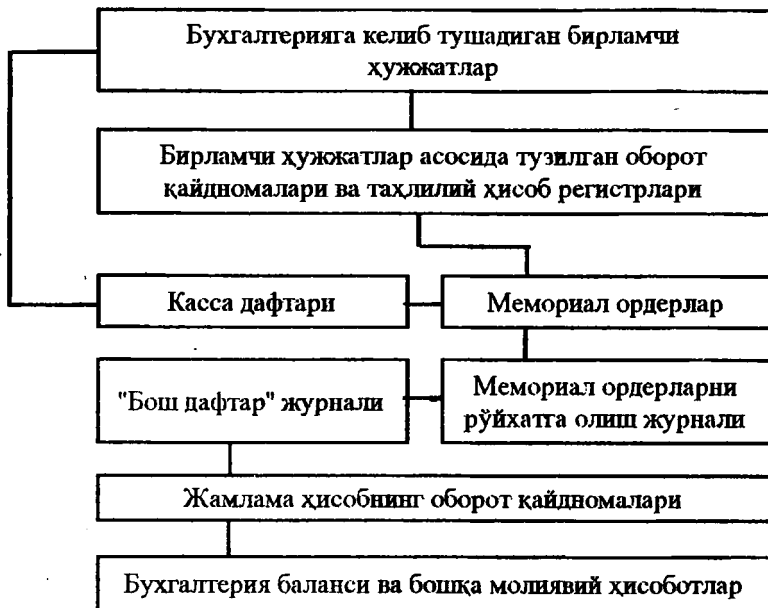 Бухгалтерияга келиб тушадиган бирламчи
ҳужжатлар
Бирламчи ҳужжатлар асосида тузилган оборот
қайдномалари ва таҳлилий ҳисоб регистрлари
Касса дафтари
Мемориал ордерлар
"Бош дафтар" журнали
Мемориал ордерларни
рўйхатга олиш журнали
Жамлама ҳисобнинг оборот қайдномалари
Бухгалтерия баланси ва бошқа молиявий ҳисоботлар